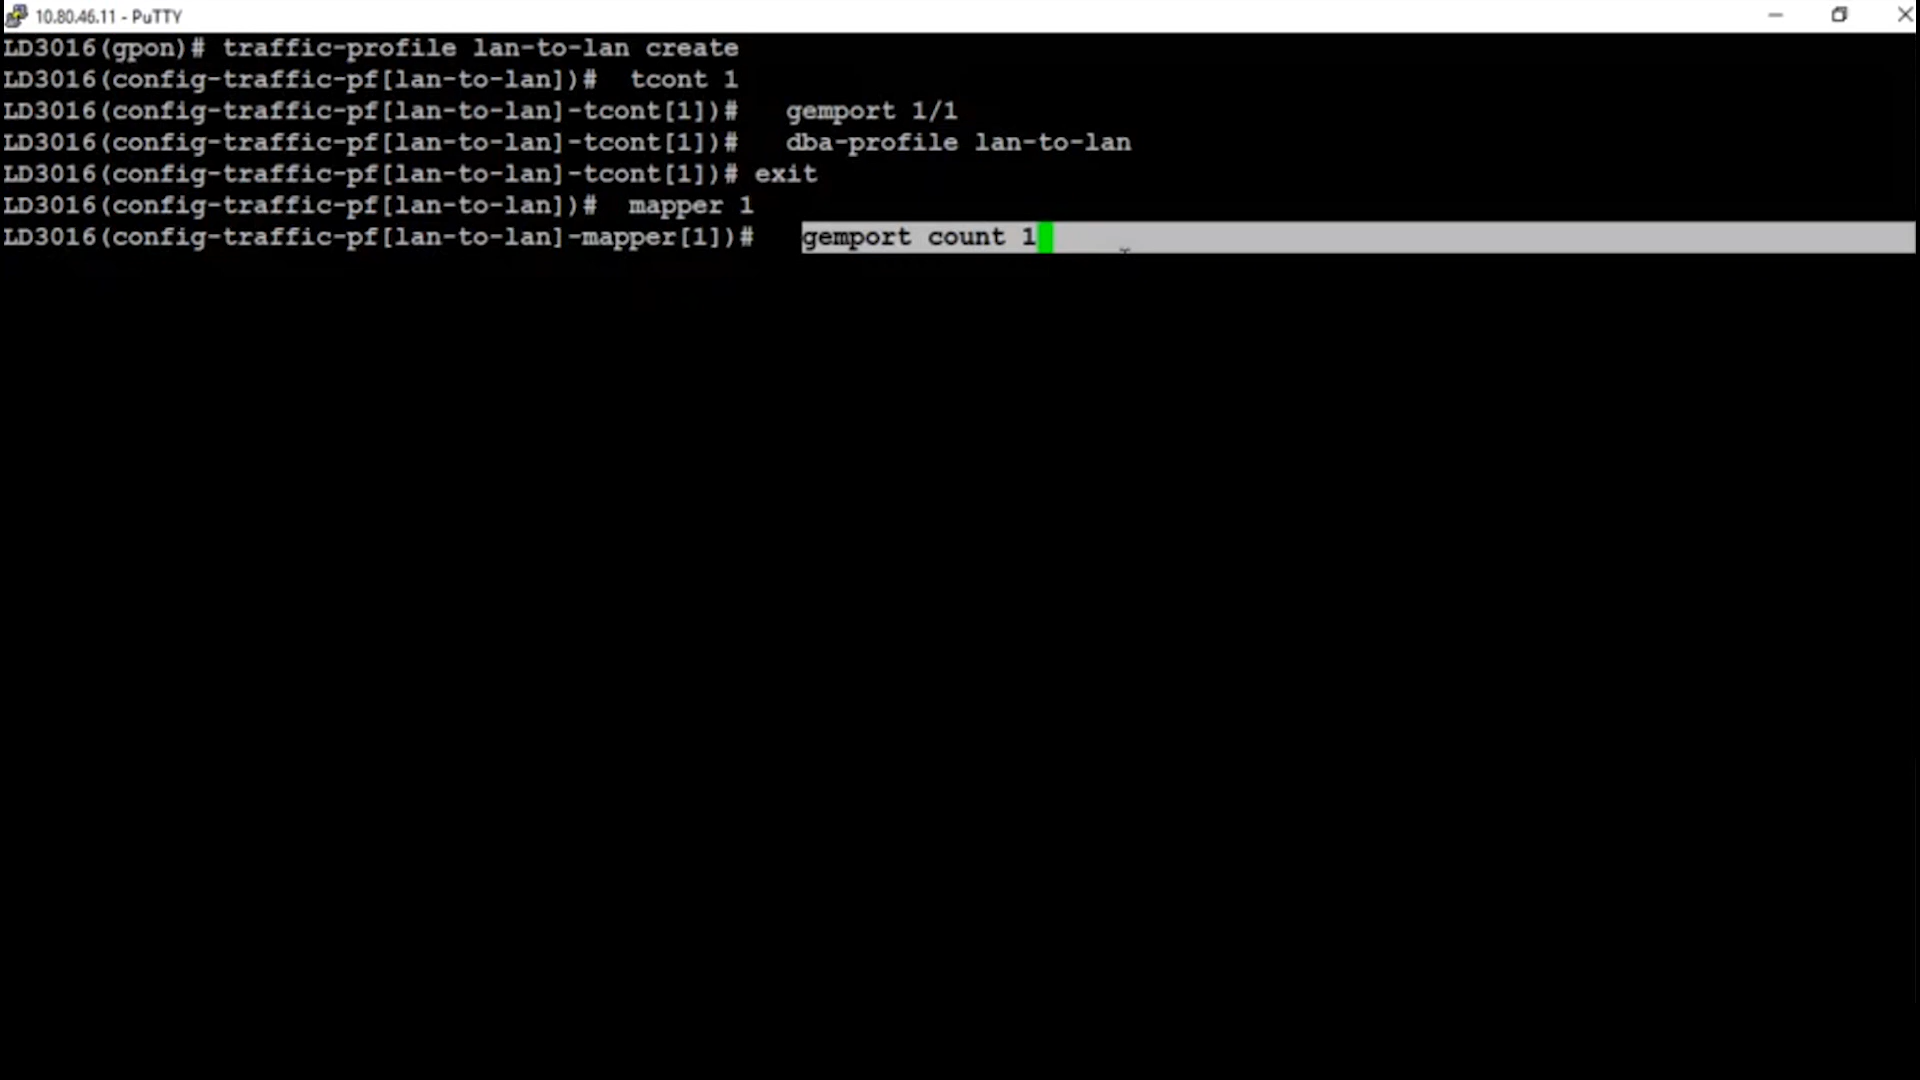 10.80.46.11 - PuTTY
LD3016(gpon)# traffic-profile lan-to-lan create
LD3016(config-traffic-pf[lan-to-lan])#  tcont 1
LD3016(config-traffic-pf[lan-to-lan]-tcont[1])#   gemport 1/1
LD3016(config-traffic-pf[lan-to-lan]-tcont[1])#   dba-profile lan-to-lan
LD3016(config-traffic-pf[lan-to-lan]-tcont[1])# exit
LD3016(config-traffic-pf[lan-to-lan])#  mapper 1
LD3016(config-traffic-pf[lan-to-lan]-mapper[1])#   gemport count 1